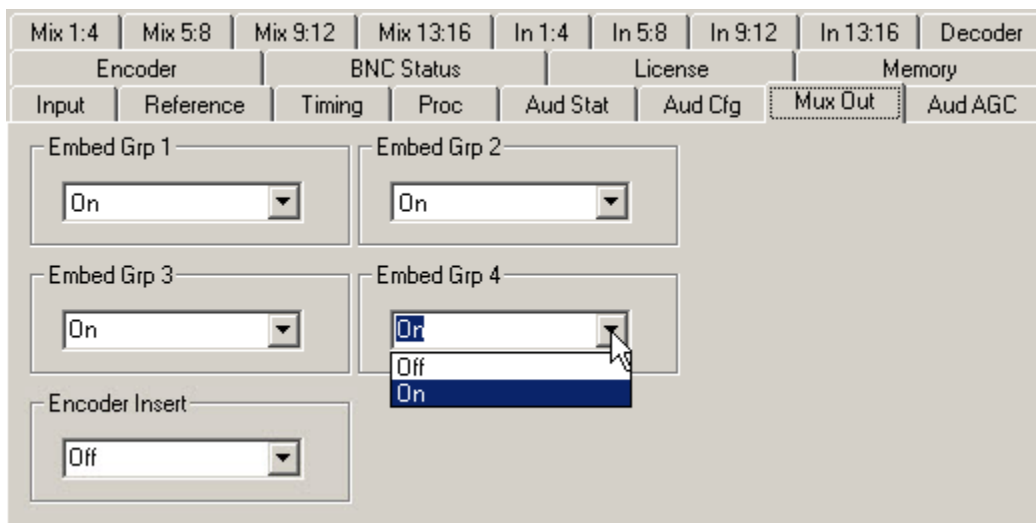 Mix 1:4 Mix 5:8 Mix 9:12 Mix 13:16 In 1:4 In 5:8 In 9:12 In 13:16 Decoder
Encoder BNC Status License Memory
Input Reference Timing Proc Aud Stat Aud Cfg Mux Out Aud AGC
Embed Grp 1 Embed Grp 2
On On
Embed Grp 3 Embed Grp 4
On On
Off
On
Encoder Insert
Off